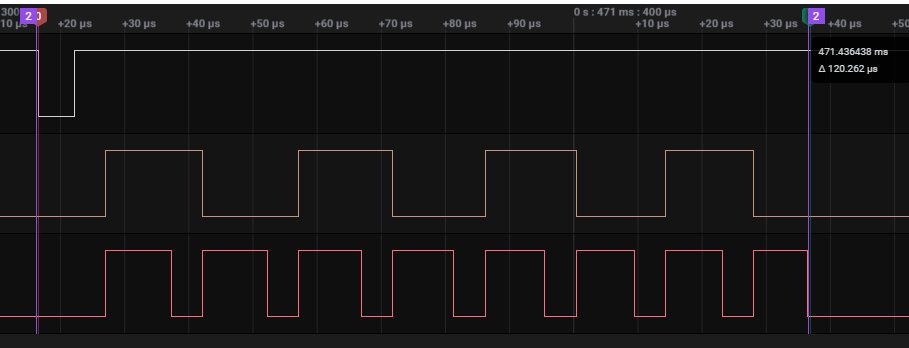 300
0 s : 471 ms : 400 µs
10 µs +20 µs +30 µs +40 µs +50 µs +60 µs +70 µs +80 µs +90 µs +10 µs +20 µs +30 µs +40 µs +50
2 2
471.436438 ms
Δ 120.262 µs